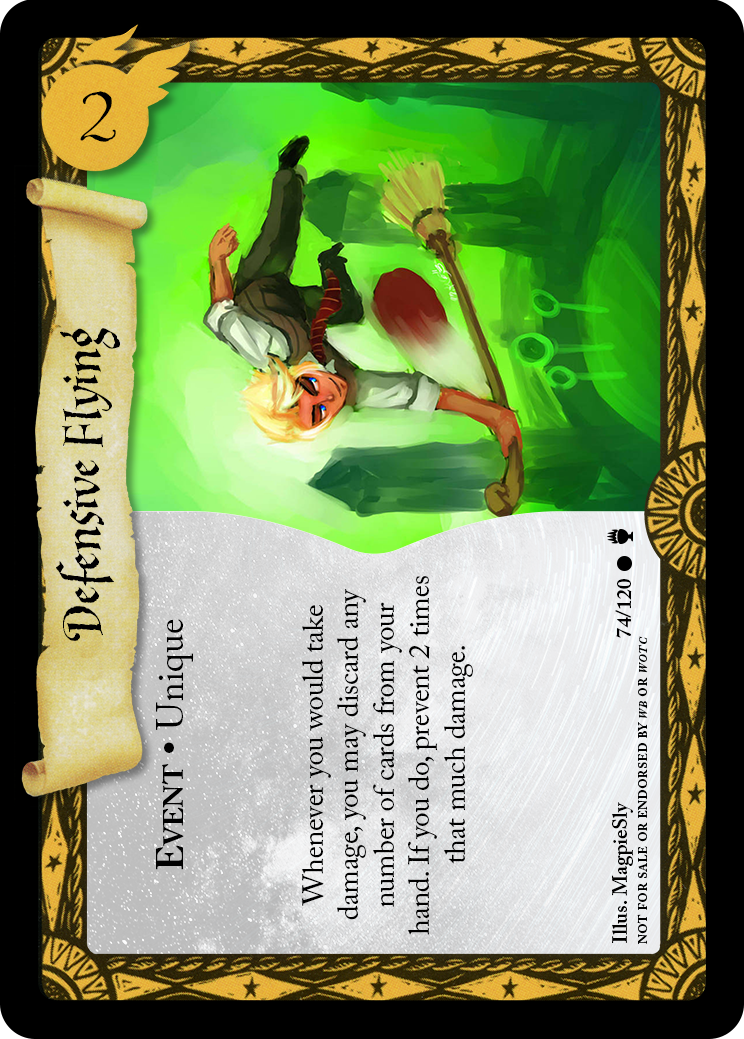 2
Defensive Flying
EVENT • Unique
Whenever you would take
damage, you may discard any
number of cards from your
hand. If you do, prevent 2 times
that much damage.
74/120
Illus. MagpieSly
NOT FOR SALE OR ENDORSED BY WB OR WOTC